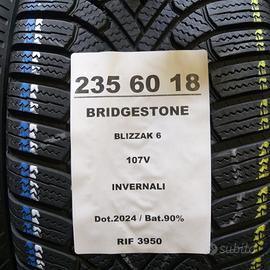 235 60 18
BRIDGESTONE
BLIZZAK 6
107V
INVERNALI
Dot.2024 / Bat.90%
RIF 3950
subito